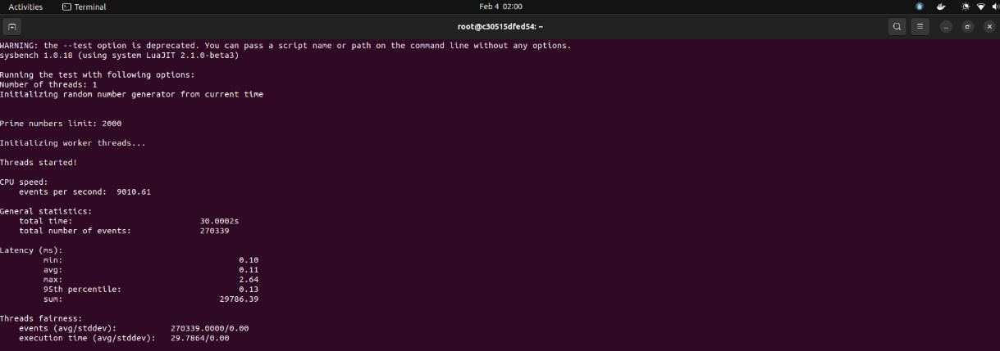 Activities Terminal Feb 4 02:00
root@c30515dfed54: ~
WARNING: the --test option is deprecated. You can pass a script name or path on the command line without any options.
sysbench 1.0.18 (using system LuaJIT 2.1.0-beta3)
Running the test with following options:
Number of threads: 1
Initializing random number generator from current time
Prime numbers limit: 2000
Initializing worker threads...
Threads started!
CPU speed:
events per second: 9010.61
General statistics:
total time: 30.0002s
total number of events: 270339
Latency (ms):
min: 0.10
avg: 0.11
max: 2.64
95th percentile: 0.13
sum: 29786.39
Threads fairness:
events (avg/stddev): 270339.0000/0.00
execution time (avg/stddev): 29.7864/0.00